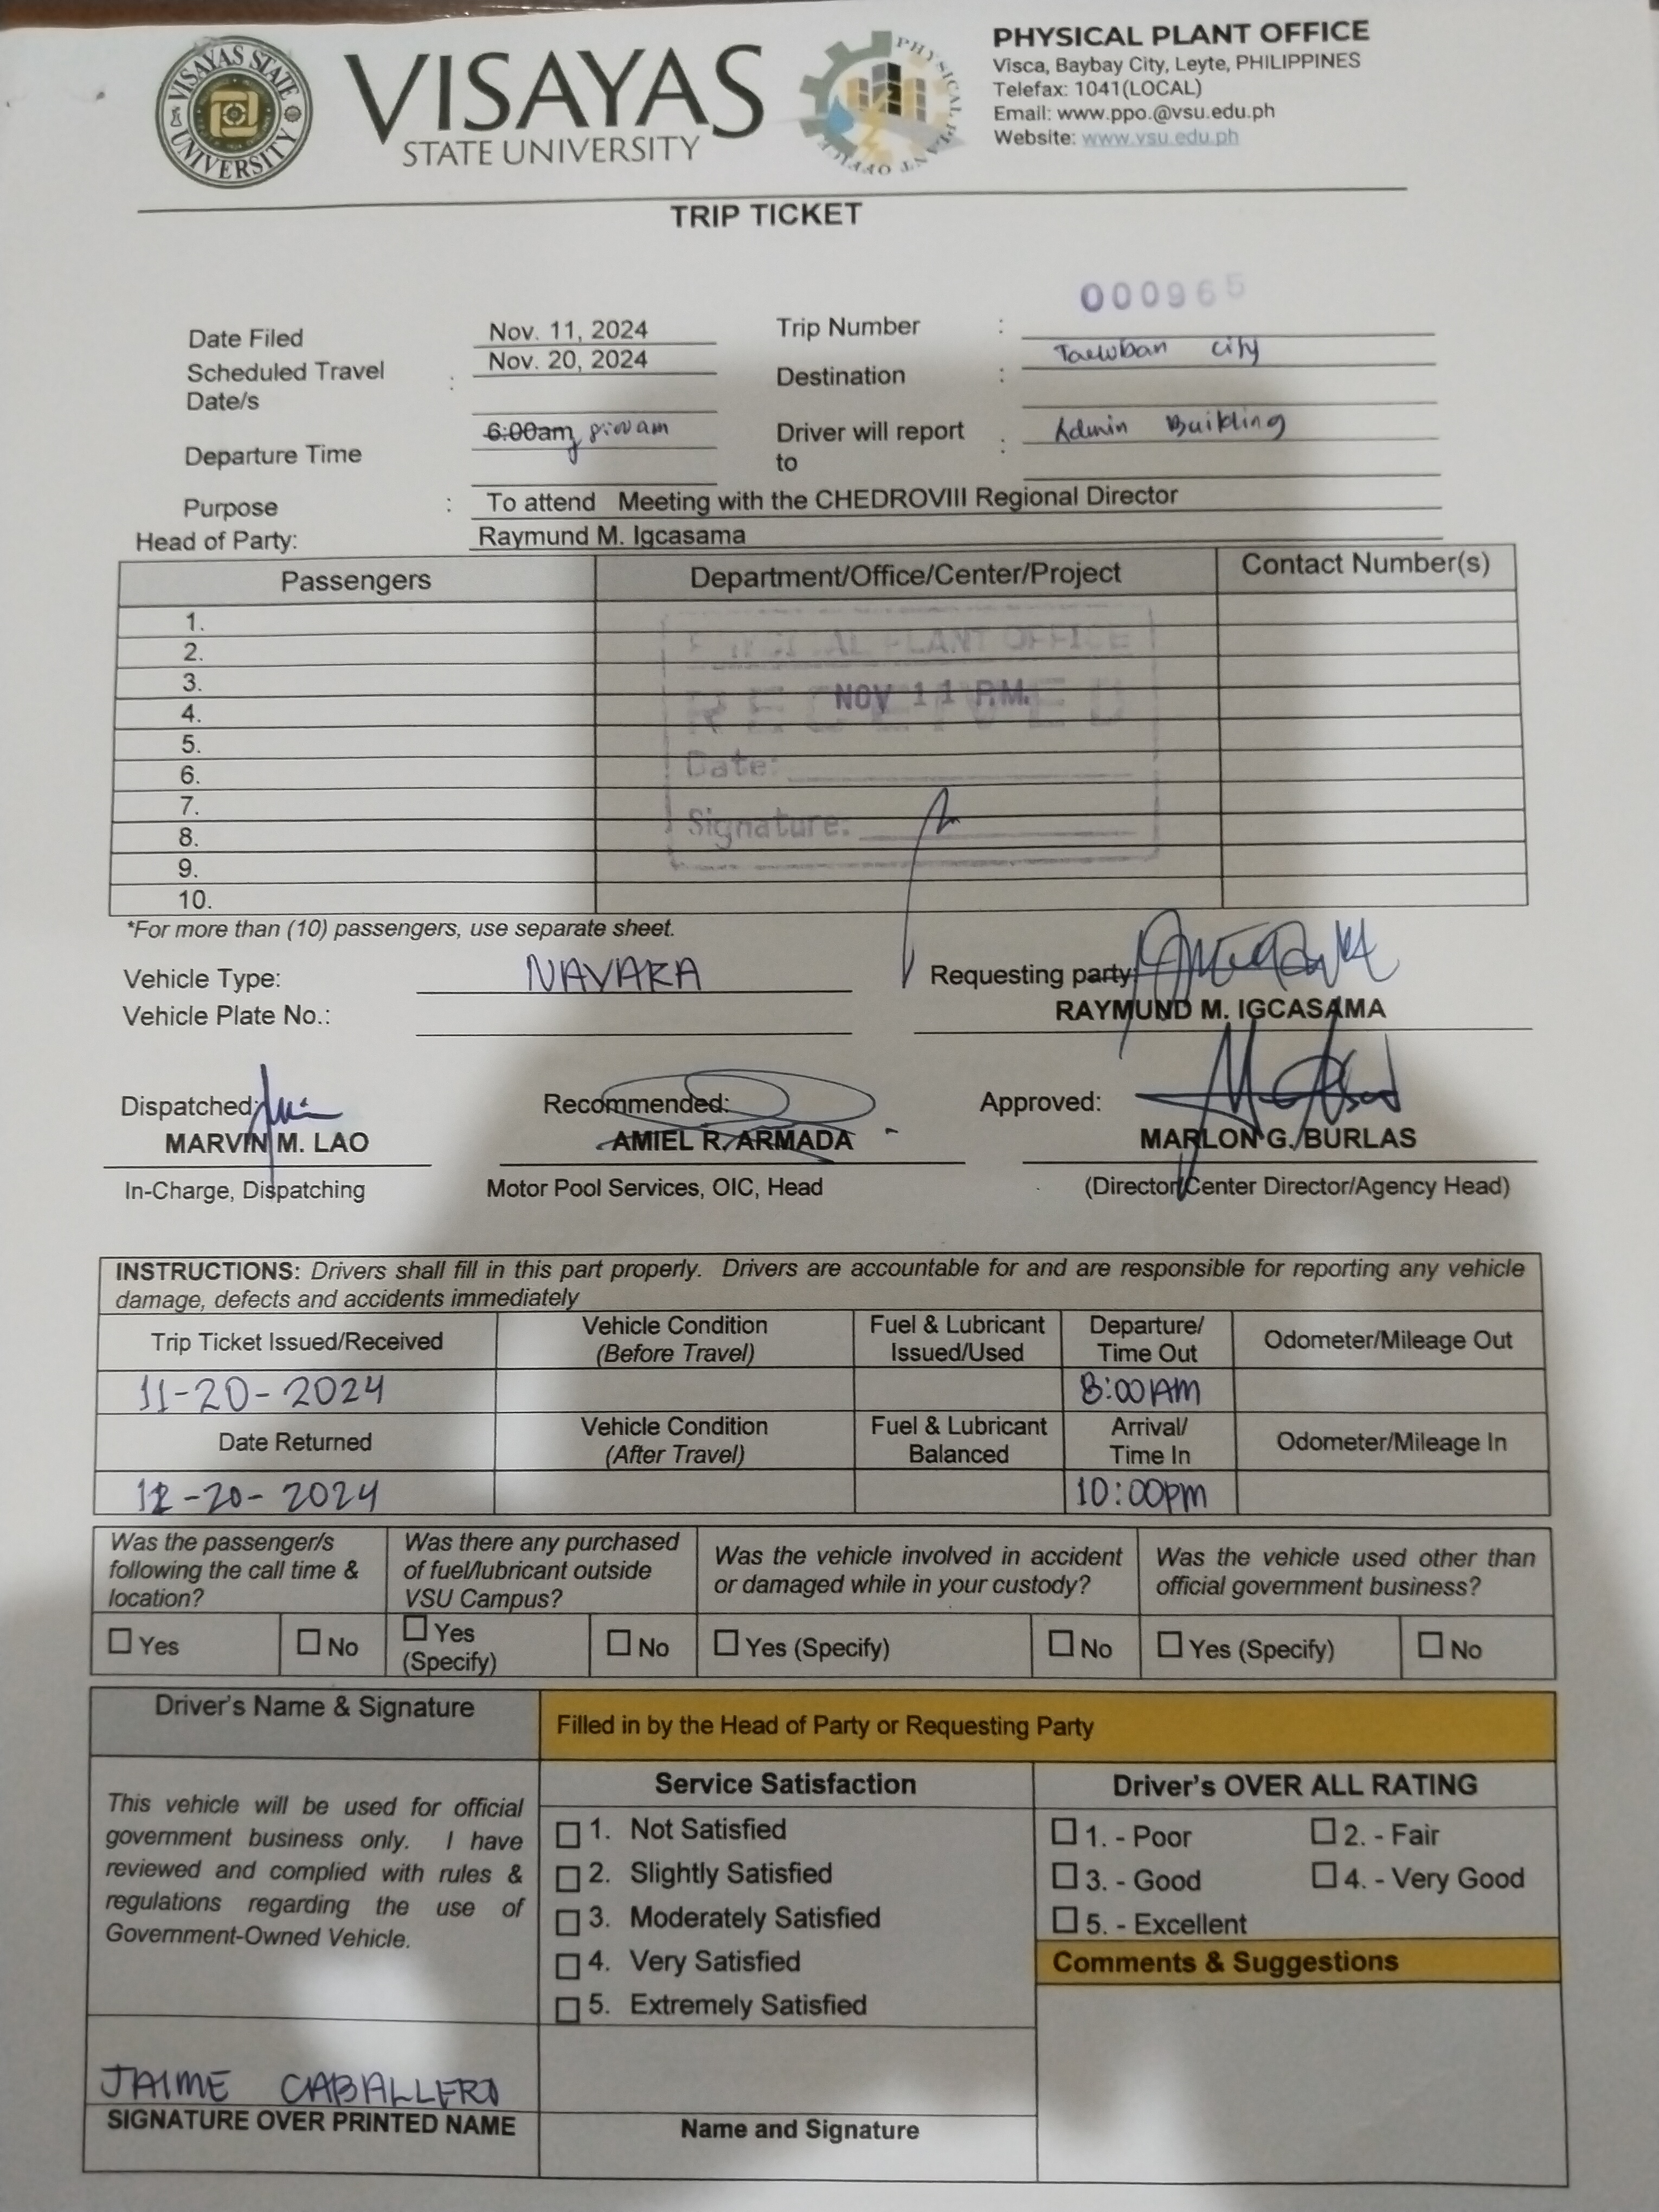 VISAYAS STATE UNIVERSITY
VISAYAS
STATE UNIVERSITY
PHYSICAL PLANT OFFICE
PHYSICAL PLANT OFFICE
Visca, Baybay City, Leyte, PHILIPPINES
Telefax: 1041(LOCAL)
Email: www.ppo.@vsu.edu.ph
Website: www.vsu.edu.ph
TRIP TICKET
000965
Date Filed Nov. 11, 2024 Trip Number :
Scheduled Travel Date/s : Nov. 20, 2024 Destination : Tacloban City
Departure Time 6:00am, 8:00 am Driver will report to : Admin Building
Purpose : To attend Meeting with the CHEDROVIII Regional Director
Head of Party: Raymund M. Igcasama
Passengers Department/Office/Center/Project Contact Number(s)
1.
2.
3.
4.
5.
6.
7.
8.
9.
10.
PHYSICAL PLANT OFFICE
RECEIVED
NOV 11 P.M.
Date:
Signature:
*For more than (10) passengers, use separate sheet.
Vehicle Type: NAVARA Requesting party:
Vehicle Plate No.: RAYMUND M. IGCASAMA
Dispatched: Recommended: Approved:
MARVIN M. LAO AMIEL R. ARMADA MARLON G. BURLAS
In-Charge, Dispatching Motor Pool Services, OIC, Head (Director/Center Director/Agency Head)
INSTRUCTIONS: Drivers shall fill in this part properly. Drivers are accountable for and are responsible for reporting any vehicle
damage, defects and accidents immediately
Trip Ticket Issued/Received Vehicle Condition (Before Travel) Fuel & Lubricant Issued/Used Departure/ Time Out Odometer/Mileage Out
11-20-2024 8:00AM
Date Returned Vehicle Condition (After Travel) Fuel & Lubricant Balanced Arrival/ Time In Odometer/Mileage In
-20-2024 10:00pm
Was the passenger/s following the call time & location?
Was there any purchased of fuel/lubricant outside VSU Campus?
Was the vehicle involved in accident or damaged while in your custody?
Was the vehicle used other than official government business?
Yes No Yes (Specify) No Yes (Specify) No Yes (Specify) No
Driver's Name & Signature
Filled in by the Head of Party or Requesting Party
This vehicle will be used for official
government business only. I have
reviewed and complied with rules &
regulations regarding the use of
Government-Owned Vehicle.
Service Satisfaction
1. Not Satisfied
2. Slightly Satisfied
3. Moderately Satisfied
4. Very Satisfied
5. Extremely Satisfied
Driver's OVER ALL RATING
1. - Poor 2. - Fair
3. - Good 4. - Very Good
5. - Excellent
Comments & Suggestions
JAIME CABALLERO
SIGNATURE OVER PRINTED NAME
Name and Signature